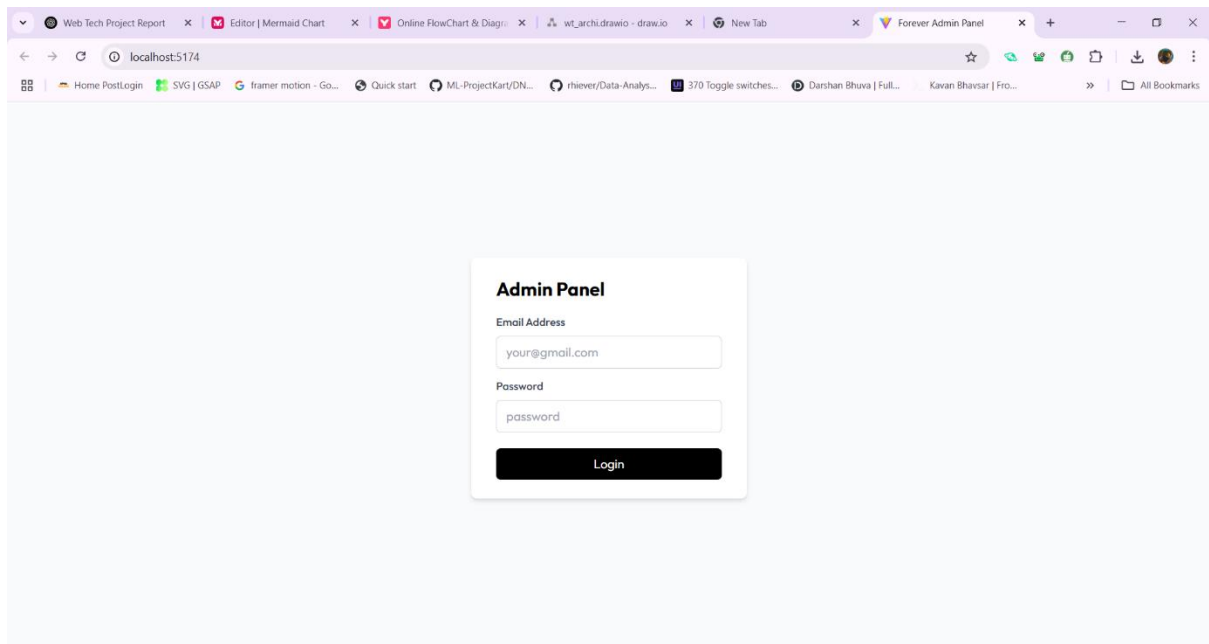 Web Tech Project Report
Editor | Mermaid Chart
Online FlowChart & Diagra
wt_archi.drawio - draw.io
New Tab
Forever Admin Panel
localhost:5174
Home PostLogin
SVG | GSAP
framer motion - Go...
Quick start
ML-ProjectKart/DN...
rhiever/Data-Analys...
UI
370 Toggle switches...
Darshan Bhuva | Full...
Kavan Bhavsar | Fro...
All Bookmarks
Admin Panel
Email Address
your@gmail.com
Password
password
Login